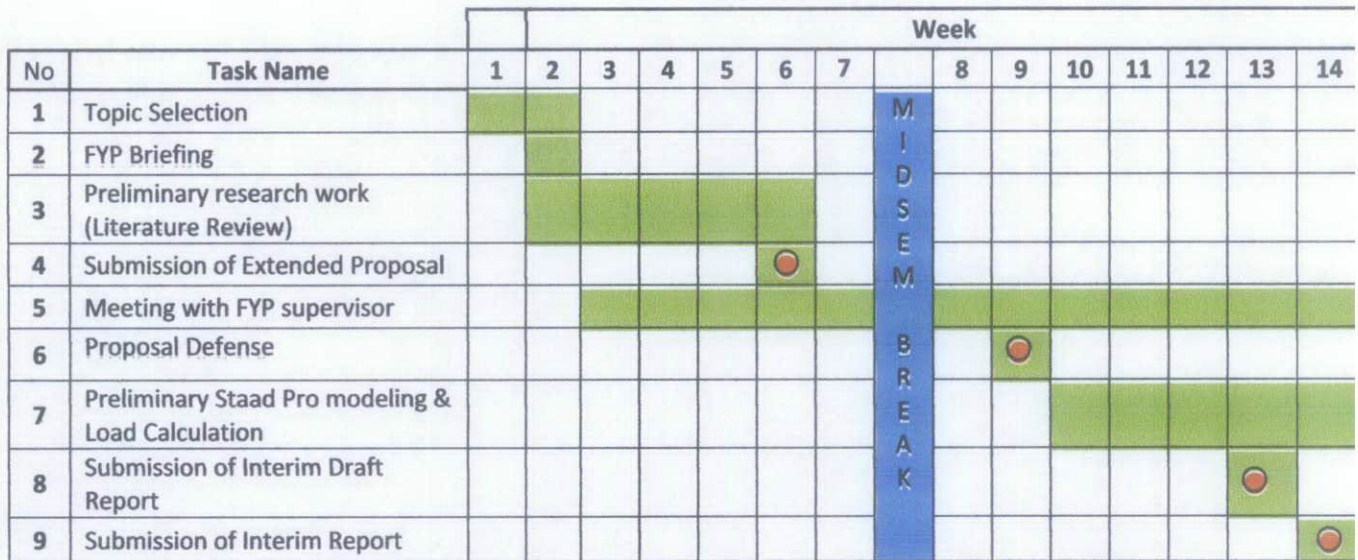 Week
No Task Name 1 2 3 4 5 6 7 8 9 10 11 12 13 14
1 Topic Selection
2 FYP Briefing
3 Preliminary research work
(Literature Review)
4 Submission of Extended Proposal
5 Meeting with FYP supervisor
6 Proposal Defense
7 Preliminary Staad Pro modeling &
Load Calculation
8 Submission of Interim Draft
Report
9 Submission of Interim Report
MIDSEM BREAK